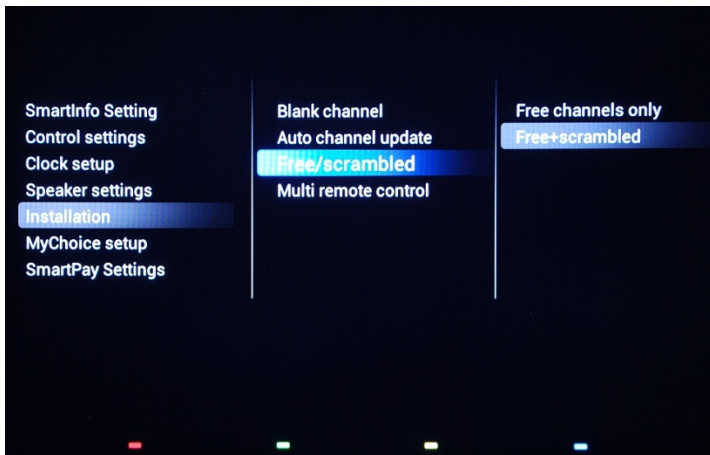 SmartInfo Setting
Control settings
Clock setup
Speaker settings
Installation
MyChoice setup
SmartPay Settings
Blank channel
Auto channel update
Free/scrambled
Multi remote control
Free channels only
Free+scrambled